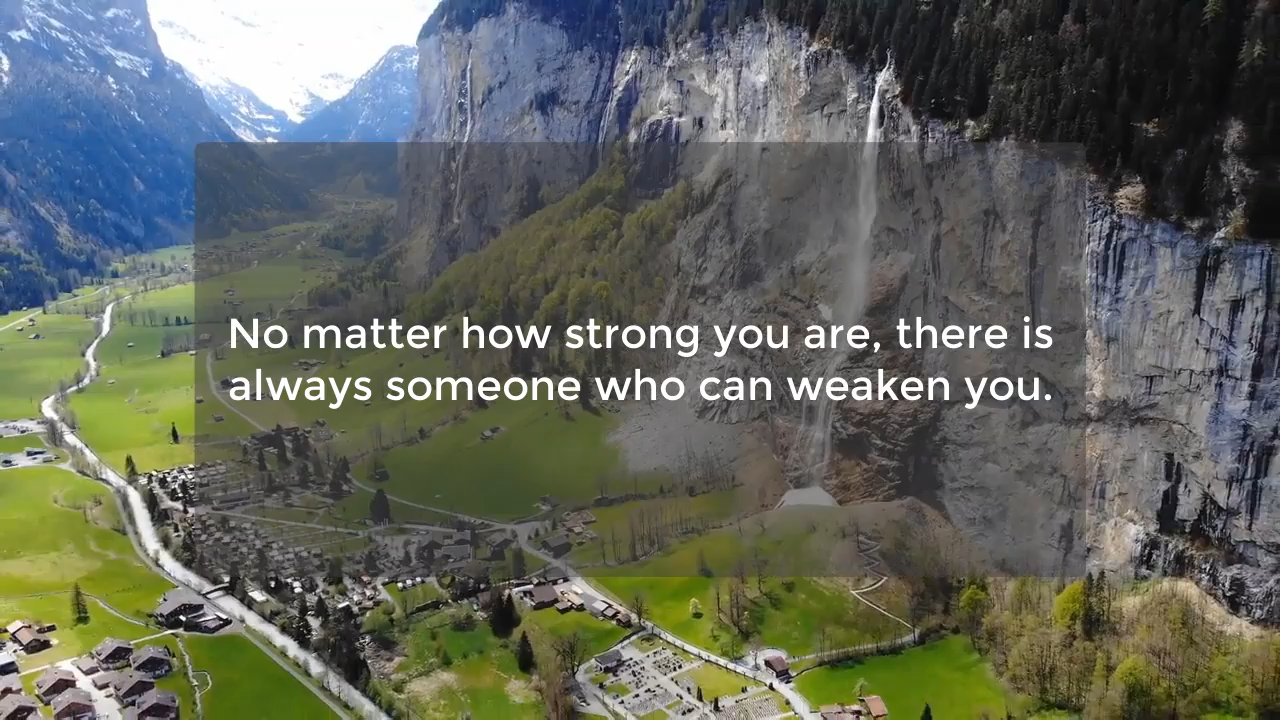 No matter how strong you are, there is
always someone who can weaken you.